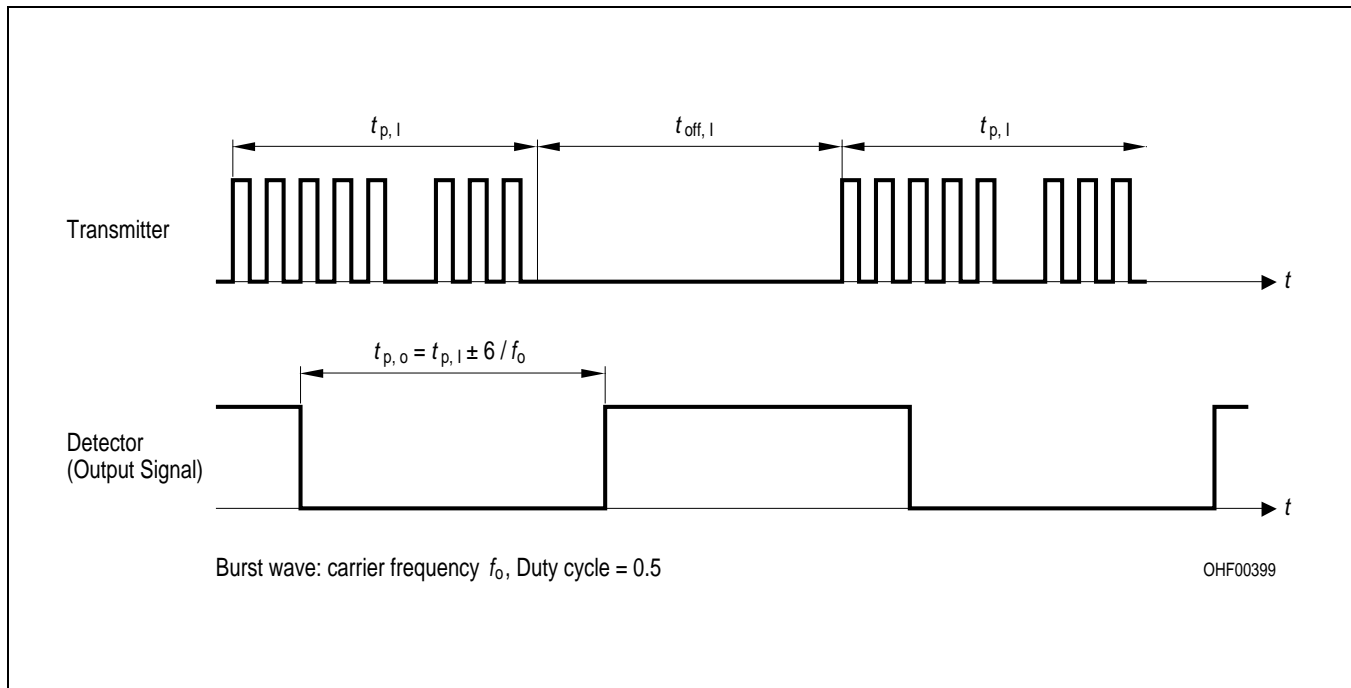 t p, I t off, I t p, I
Transmitter
t
t p, o = t p, I ± 6 / f o
Detector
(Output Signal)
t
Burst wave: carrier frequency f o, Duty cycle = 0.5
OHF00399